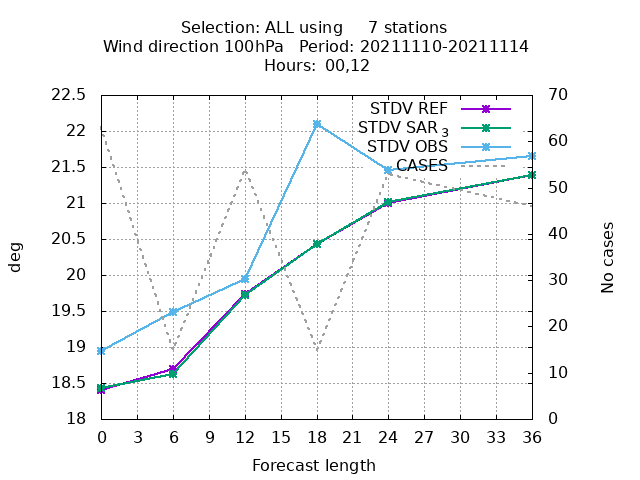 Selection: ALL using     7 stations
Wind direction 100hPa   Period: 20211110-20211114
Hours: 00,12
STDV REF
STDV SAR 3
STDV OBS
CASES
deg
22.5
22
21.5
21
20.5
20
19.5
19
18.5
18
70
60
50
40
30
20
10
0
No cases
0 3 6 9 12 15 18 21 24 27 30 33 36
Forecast length